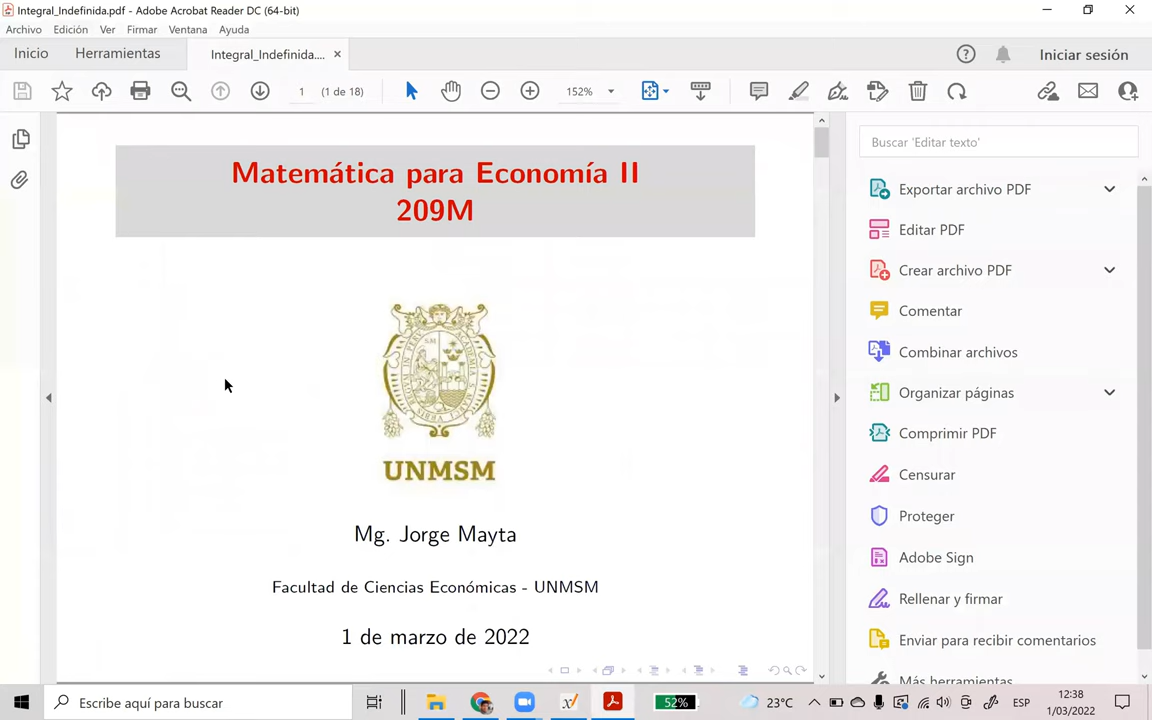 Integral_Indefinida.pdf - Adobe Acrobat Reader DC (64-bit)
Archivo Edición Ver Firmar Ventana Ayuda
Inicio Herramientas Integral_Indefinida.... × Iniciar sesión
1 (1 de 18) 152%
Matemática para Economía II
209M
UNMSM
Mg. Jorge Mayta
Facultad de Ciencias Económicas - UNMSM
1 de marzo de 2022
Buscar 'Editar texto'
Exportar archivo PDF
Editar PDF
Crear archivo PDF
Comentar
Combinar archivos
Organizar páginas
Comprimir PDF
Censurar
Proteger
Adobe Sign
Rellenar y firmar
Enviar para recibir comentarios
Más herramientas
Escribe aquí para buscar
52%
23°C
ESP
12:38
1/03/2022